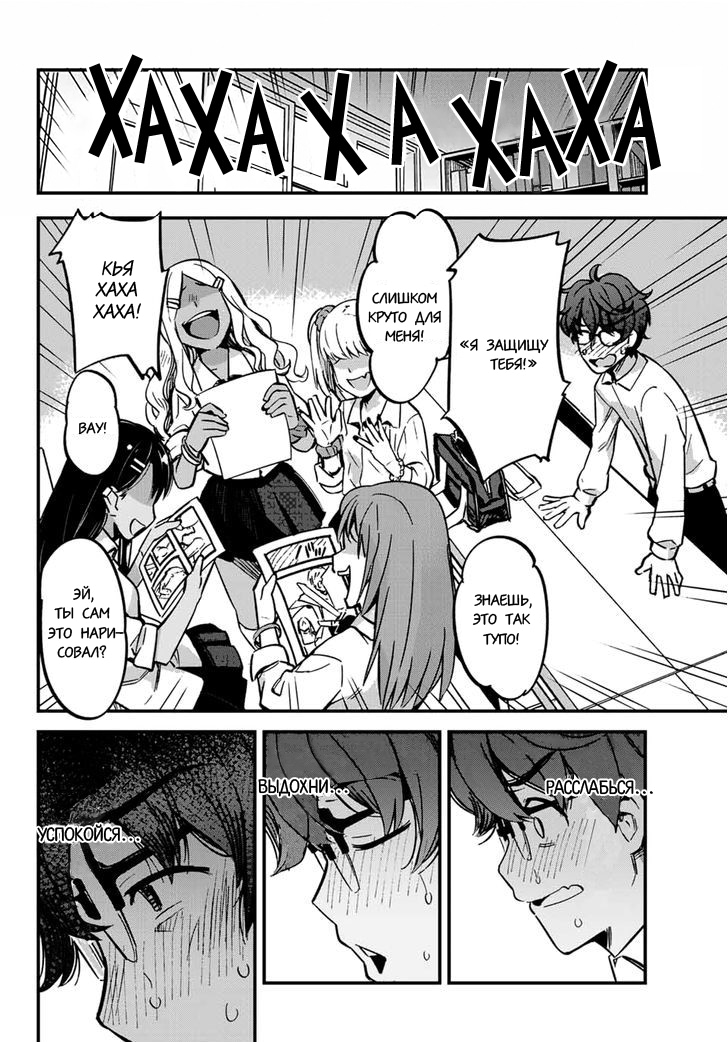 ХАХА Х А ХАХА
«Я ЗАЩИЩУ
ТЕБЯ!»
СЛИШКОМ
КРУТО ДЛЯ
МЕНЯ!
КЬЯ
ХАХА
ХАХА!
ВАУ!
ЗНАЕШЬ,
ЭТО ТАК
ТУПО!
ЭЙ,
ТЫ САМ
ЭТО НАРИ-
СОВАЛ?
РАССЛАБЬСЯ...
ВЫДОХНИ...
УСПОКОЙСЯ...